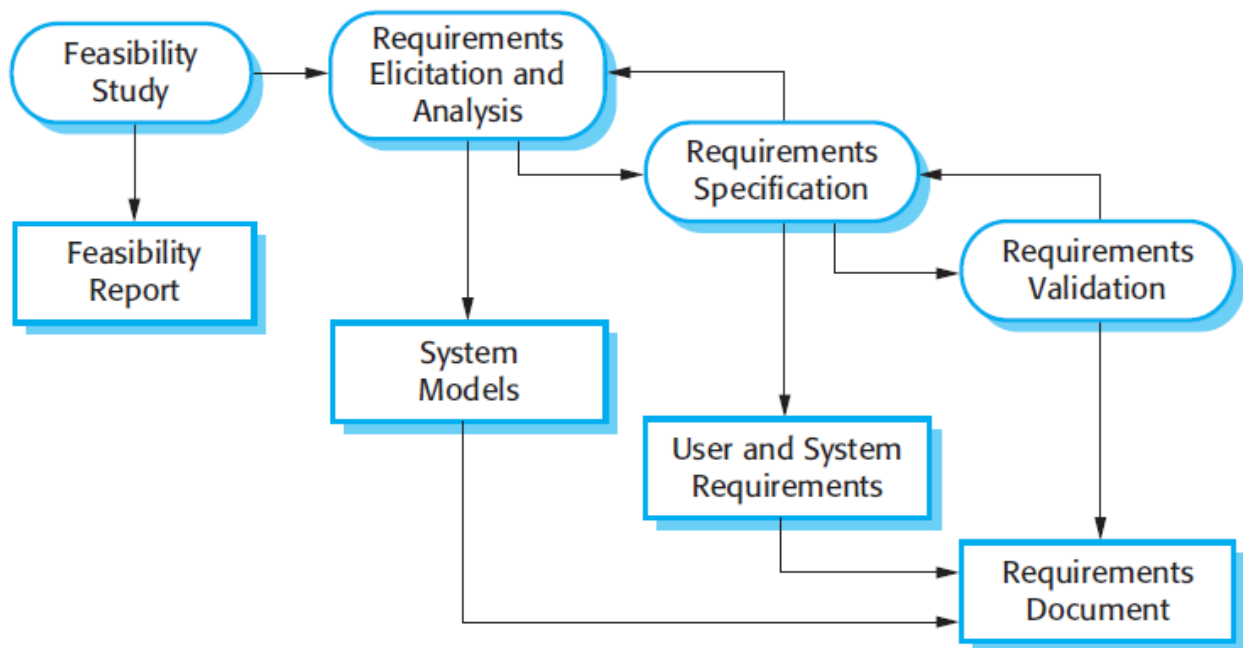 Feasibility
Study
Requirements
Elicitation and
Analysis
Requirements
Specification
Requirements
Validation
Feasibility
Report
System
Models
User and System
Requirements
Requirements
Document